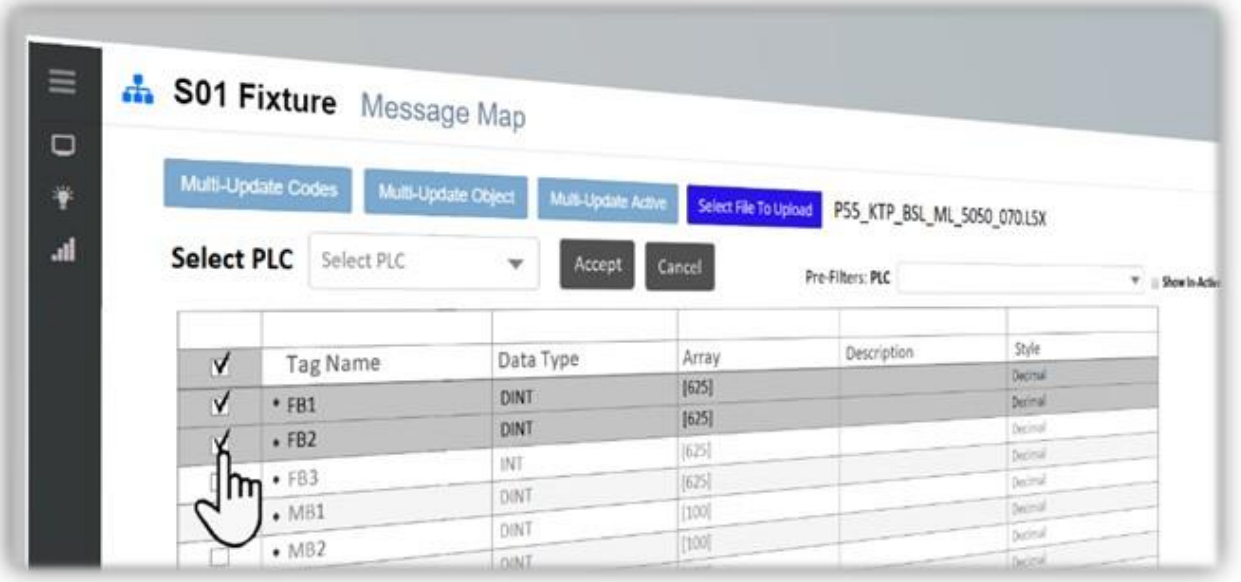 S01 Fixture Message Map
Multi-Update Codes Multi-Update Object Multi-Update Active Select File To Upload P55_KTP_BSL_ML_5050_070.L5X
Select PLC Select PLC Accept Cancel Pre-Filters: PLC Show In-Active
Tag Name Data Type Array Description Style
• FB1 DINT [625] Decimal
• FB2 DINT [625] Decimal
• FB3 INT [625] Decimal
• MB1 DINT [625] Decimal
• MB2 DINT [100] Decimal
DINT [100] Decimal
Decimal